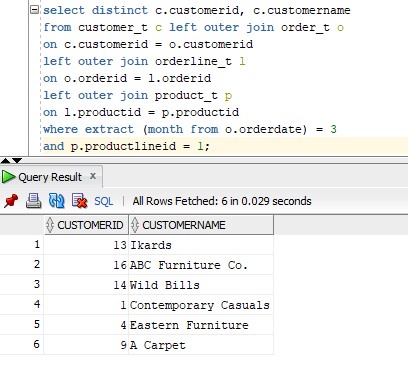 select distinct c.customerid, c.customername
from customer_t c left outer join order_t o
on c.customerid = o.customerid
left outer join orderline_t l
on o.orderid = l.orderid
left outer join product_t p
on l.productid = p.productid
where extract (month from o.orderdate) = 3
and p.productlineid = 1;
Query Result x
SQL | All Rows Fetched: 6 in 0.029 seconds
CUSTOMERID CUSTOMERNAME
1 13 Ikards
2 16 ABC Furniture Co.
3 14 Wild Bills
4 1 Contemporary Casuals
5 4 Eastern Furniture
6 9 A Carpet